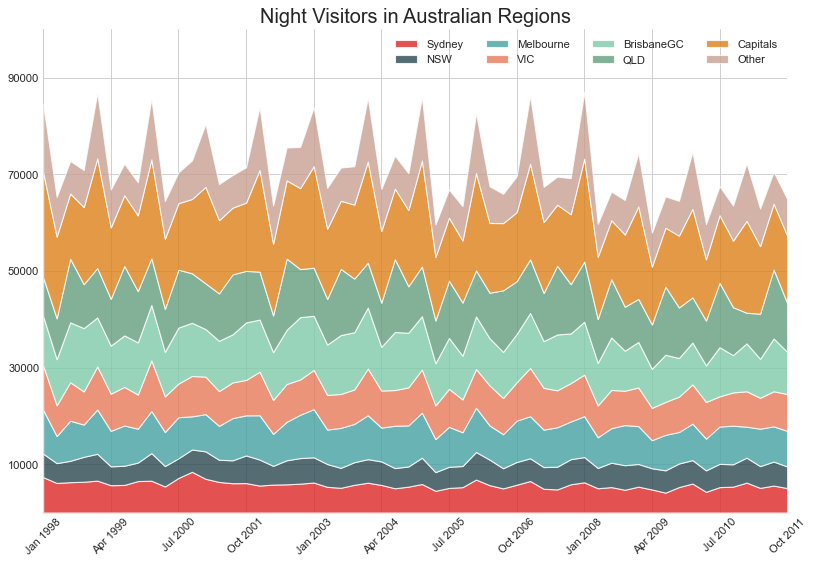 Night Visitors in Australian Regions
Sydney Melbourne BrisbaneGC Capitals
NSW VIC QLD Other
90000
70000
50000
30000
10000
Jan 1998 Apr 1999 Jul 2000 Oct 2001 Jan 2003 Apr 2004 Jul 2005 Oct 2006 Jan 2008 Apr 2009 Jul 2010 Oct 2011